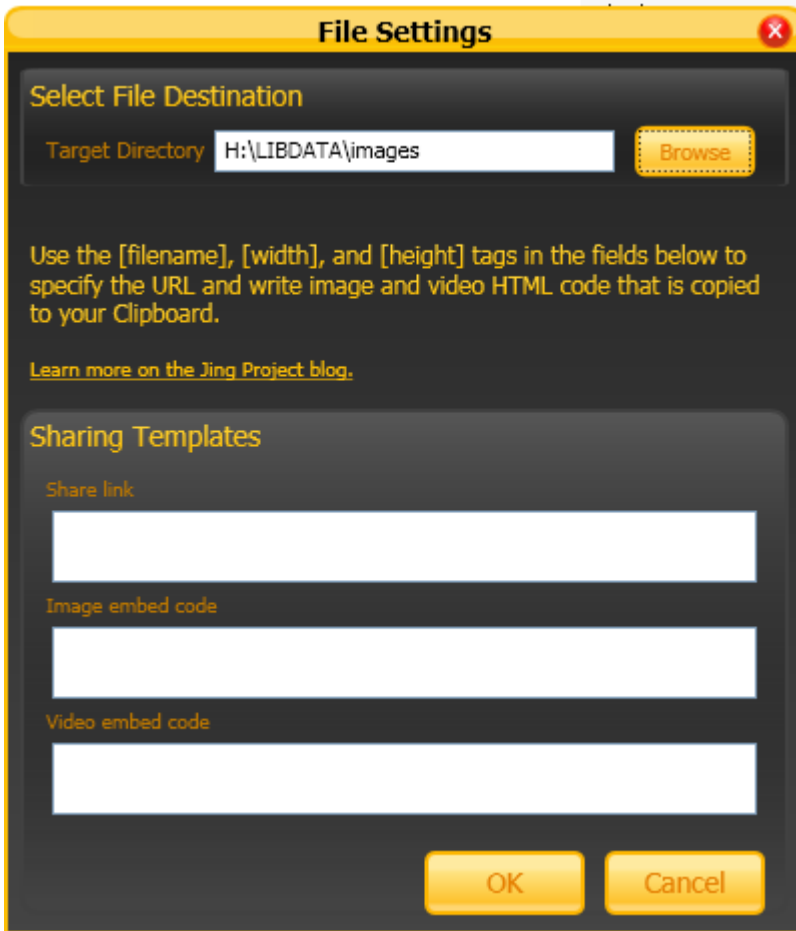 File Settings
Select File Destination
Target Directory H:\LIBDATA\images Browse
Use the [filename], [width], and [height] tags in the fields below to
specify the URL and write image and video HTML code that is copied
to your Clipboard.
Learn more on the Jing Project blog.
Sharing Templates
Share link
Image embed code
Video embed code
OK Cancel